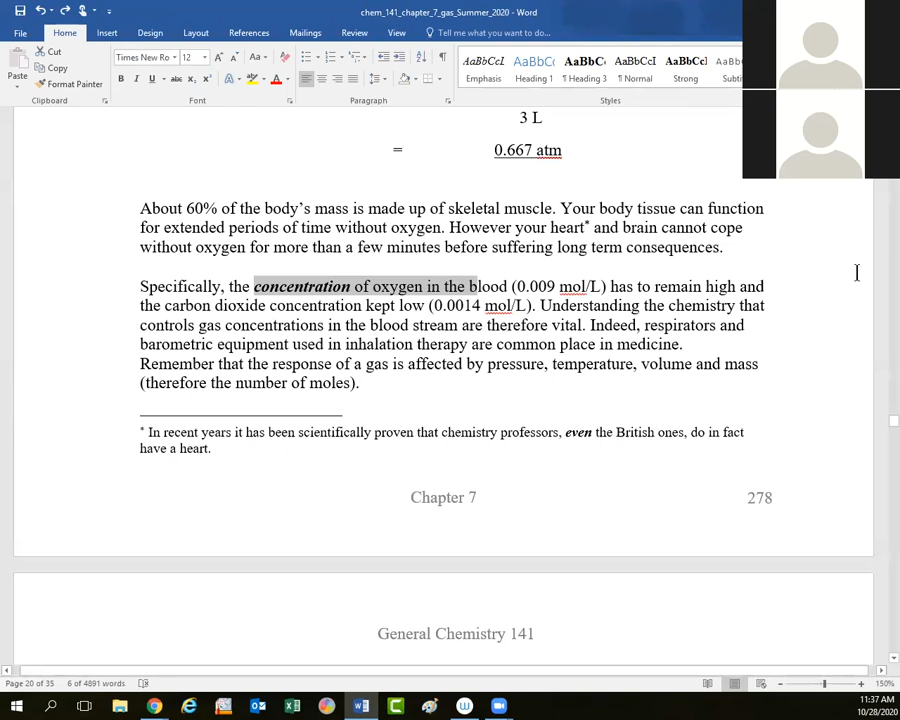 chem_141_chapter_7_gas_Summer_2020 - Word
File Home Insert Design Layout References Mailings Review View Tell me what you want to do...
Cut
Copy
Format Painter
Paste
Times New Ro 12
Clipboard Font Paragraph Styles
AaBbCcL AaBbCc AaBbC AaBbCcI AaBbCcl AaBbCcC
Emphasis Heading 1 ¶ Heading 3 ¶ Normal Strong Subti
3 L
= 0.667 atm
About 60% of the body’s mass is made up of skeletal muscle. Your body tissue can function
for extended periods of time without oxygen. However your heart* and brain cannot cope
without oxygen for more than a few minutes before suffering long term consequences.
Specifically, the concentration of oxygen in the blood (0.009 mol/L) has to remain high and
the carbon dioxide concentration kept low (0.0014 mol/L). Understanding the chemistry that
controls gas concentrations in the blood stream are therefore vital. Indeed, respirators and
barometric equipment used in inhalation therapy are common place in medicine.
Remember that the response of a gas is affected by pressure, temperature, volume and mass
(therefore the number of moles).
* In recent years it has been scientifically proven that chemistry professors, even the British ones, do in fact
have a heart.
Chapter 7 278
General Chemistry 141
Page 20 of 35 6 of 4891 words 150%
11:37 AM
10/28/2020